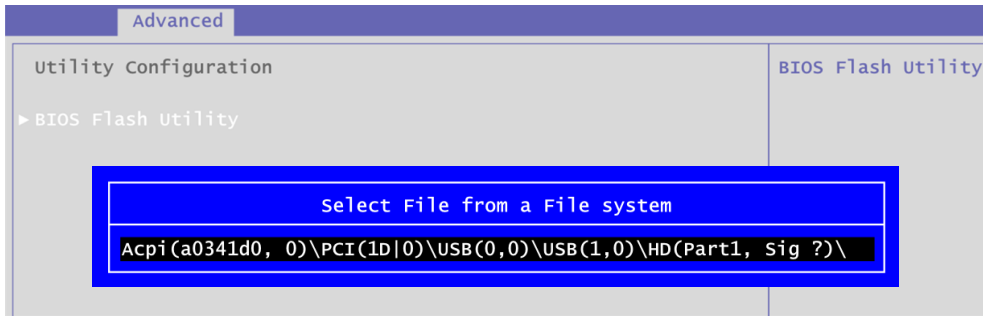 Advanced
Utility Configuration
BIOS Flash Utility
BIOS Flash Utility
Select File from a File system
Acpi(a0341d0, 0)\PCI(1D|0)\USB(0,0)\USB(1,0)\HD(Part1, Sig ?)\